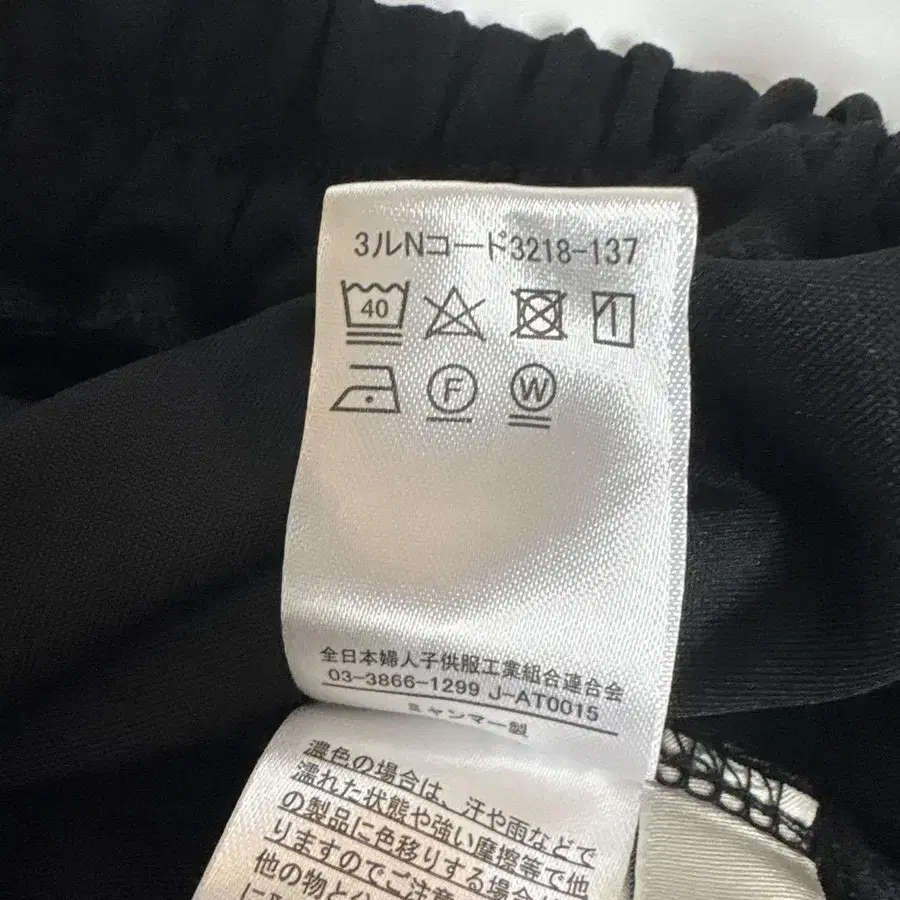 3ルNコード3218-137
40
F W
全日本婦人子供服工業組合連合会
03-3866-1299 J-AT0015
ミャンマー製
濃色の場合は、汗や雨などで
濡れた状態や強い摩擦等で他
の製品に色移りする場合
りますのでご注意
他の物と
に